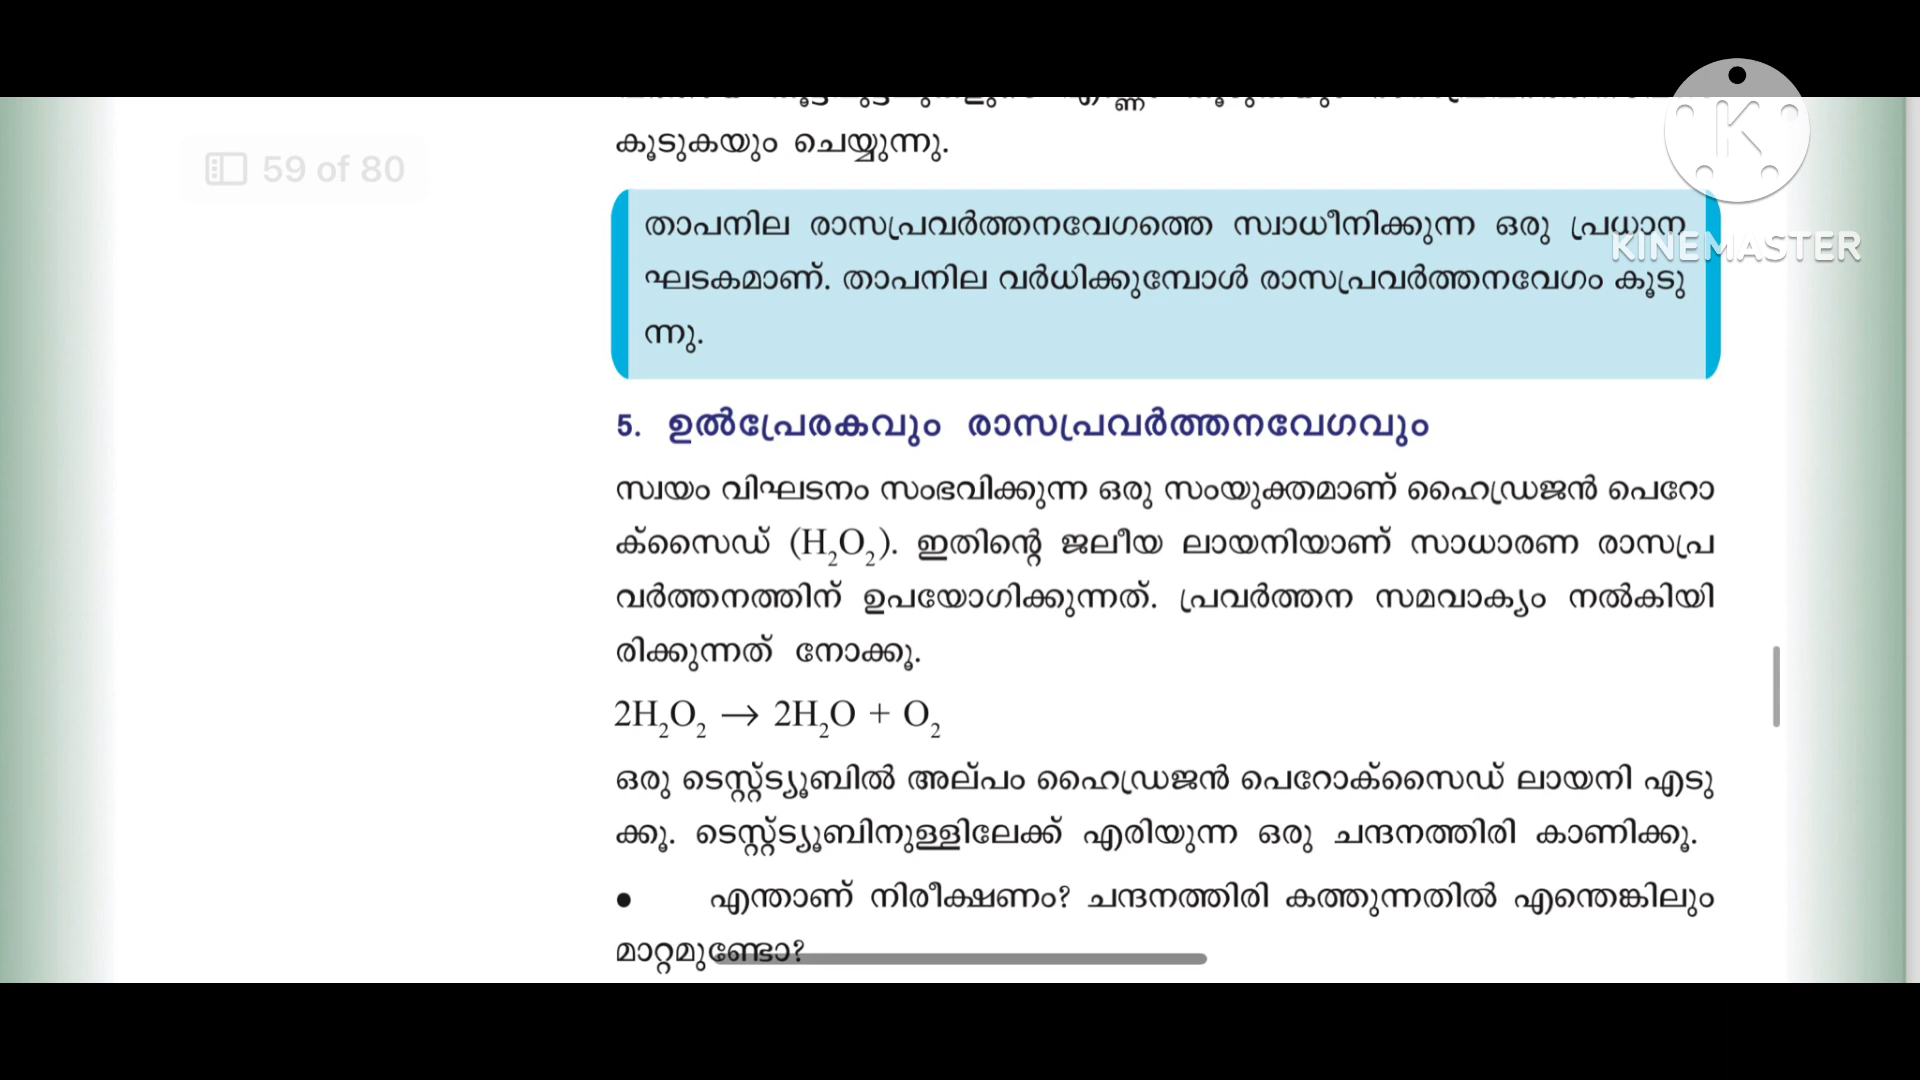 കൂടുകയും ചെയ്യുന്നു.
59 of 80
താപനില രാസപ്രവർത്തനവേഗത്തെ സ്വാധീനിക്കുന്ന ഒരു പ്രധാന
KINEMASTER
ഘടകമാണ്. താപനില വർധിക്കുമ്പോൾ രാസപ്രവർത്തനവേഗം കൂടു
ന്നു.
5. ഉൽപ്രേരകവും രാസപ്രവർത്തനവേഗവും
സ്വയം വിഘടനം സംഭവിക്കുന്ന ഒരു സംയുക്തമാണ് ഹൈഡ്രജൻ പെറോ
ക്സൈഡ് (H₂O₂). ഇതിന്റെ ജലീയ ലായനിയാണ് സാധാരണ രാസപ്ര
വർത്തനത്തിന് ഉപയോഗിക്കുന്നത്. പ്രവർത്തന സമവാക്യം നൽകിയി
രിക്കുന്നത് നോക്കൂ.
2H₂O₂ → 2H₂O + O₂
ഒരു ടെസ്റ്റ്ട്യൂബിൽ അല്പം ഹൈഡ്രജൻ പെറോക്സൈഡ് ലായനി എടു
ക്കൂ. ടെസ്റ്റ്ട്യൂബിനുള്ളിലേക്ക് എരിയുന്ന ഒരു ചന്ദനത്തിരി കാണിക്കൂ.
• എന്താണ് നിരീക്ഷണം? ചന്ദനത്തിരി കത്തുന്നതിൽ എന്തെങ്കിലും
മാറ്റമുണ്ടോ?